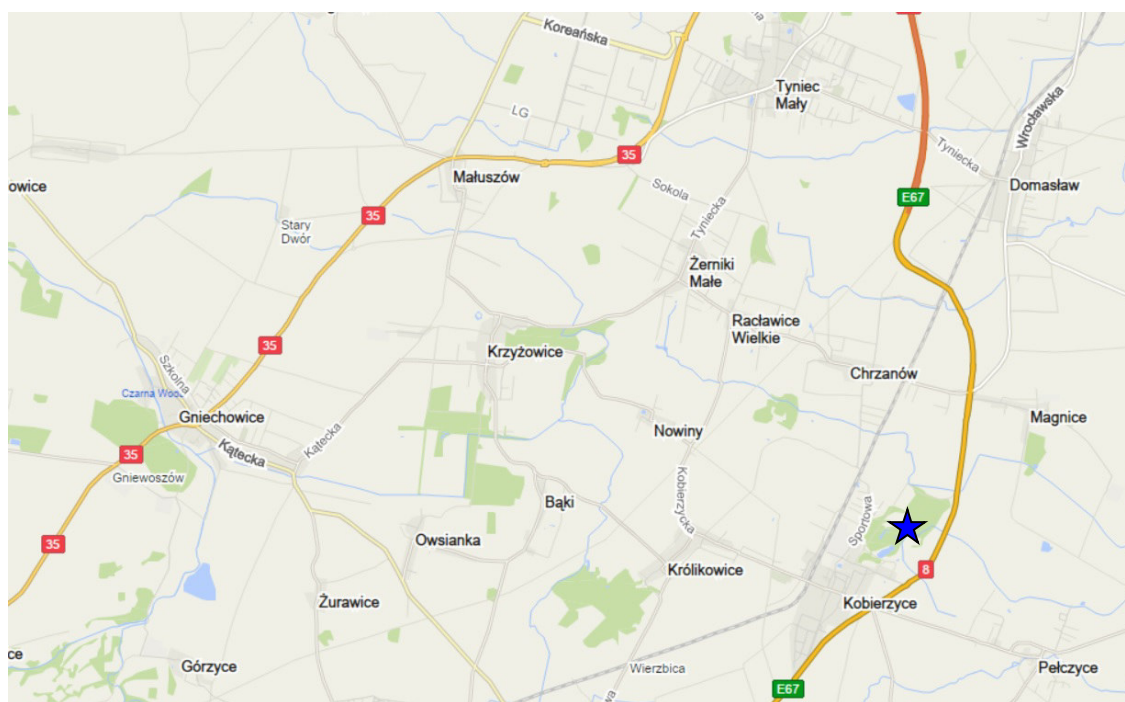 Koreańska
Tyniec
Mały
LG
Wrocławska
Tyniecka
35
Małuszów
owice
Sokola
Domasław
E67
35
Stary
Dwór
Tyniecka
Żerniki
Małe
Racławice
Wielkie
35
Krzyżowice
Szkolna
Chrzanów
Czarna Woda
Gniechowice
Magnice
Nowiny
Kątecka
Kątecka
35
Gniewoszów
Kobierzycka
Bąki
Sportowa
Owsianka
35
Królikowice
8
Żurawice
Kobierzyce
ce
Górzyce
Wierzbica
Pełczyce
E67
wa